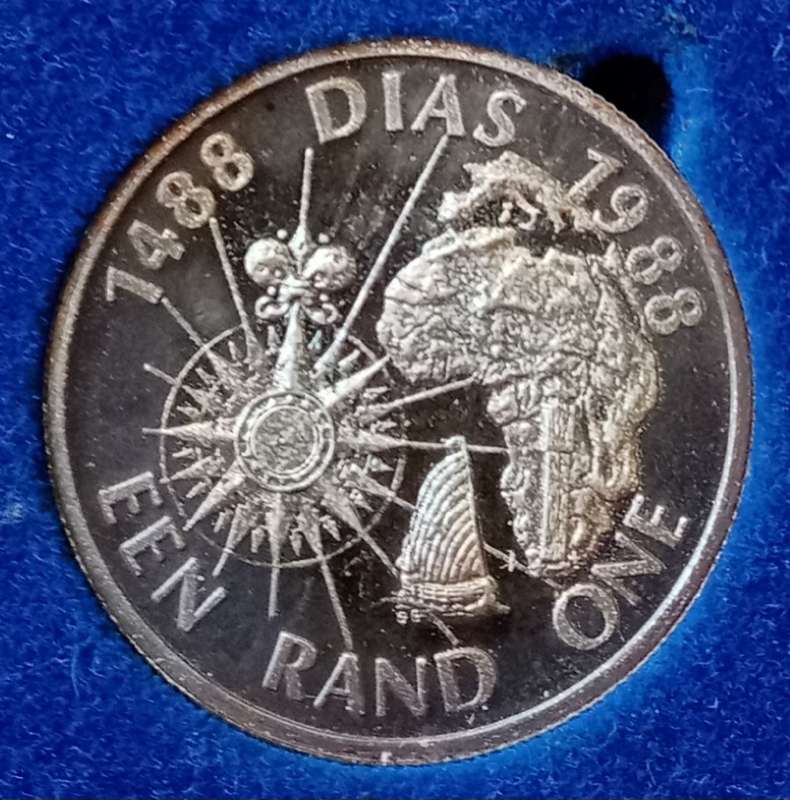 1488 DIAS 1988
EEN RAND ONE